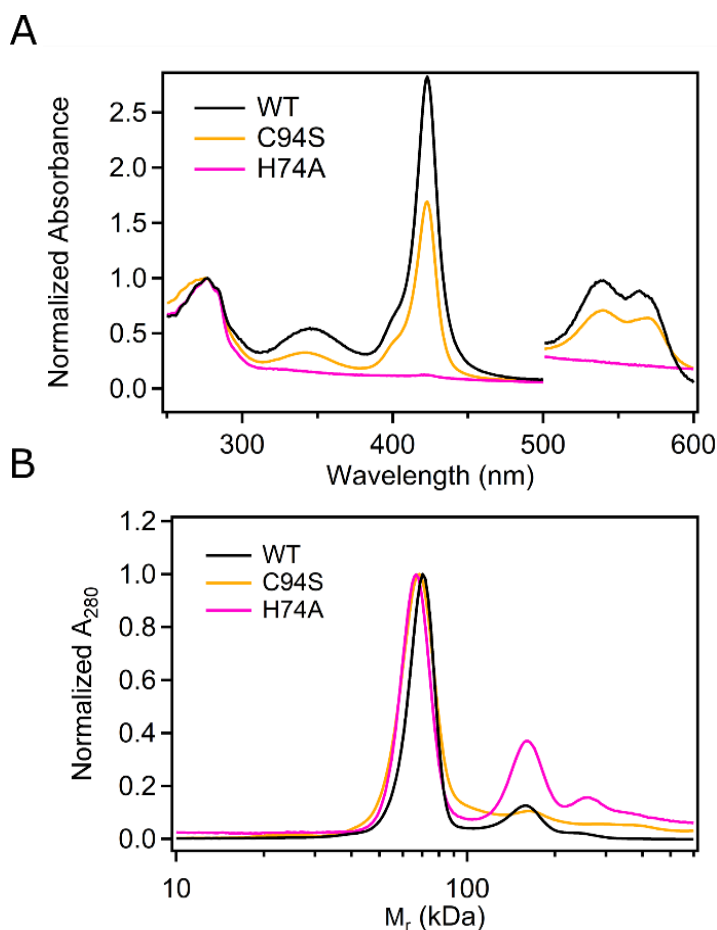 A
Normalized Absorbance
2.5
2.0
1.5
1.0
0.5
0.0
WT
C94S
H74A
300
400
500
600
Wavelength (nm)
B
Normalized A280
1.2
1.0
0.8
0.6
0.4
0.2
0.0
WT
C94S
H74A
10
100
Mr (kDa)